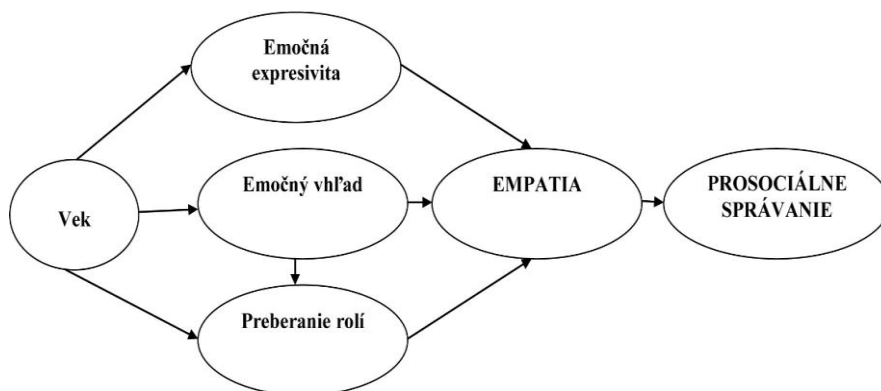 Emočná
expresivita
Vek
Emočný vhľad
EMPATIA
PROSOCIÁLNE
SPRÁVANIE
Preberanie rolí